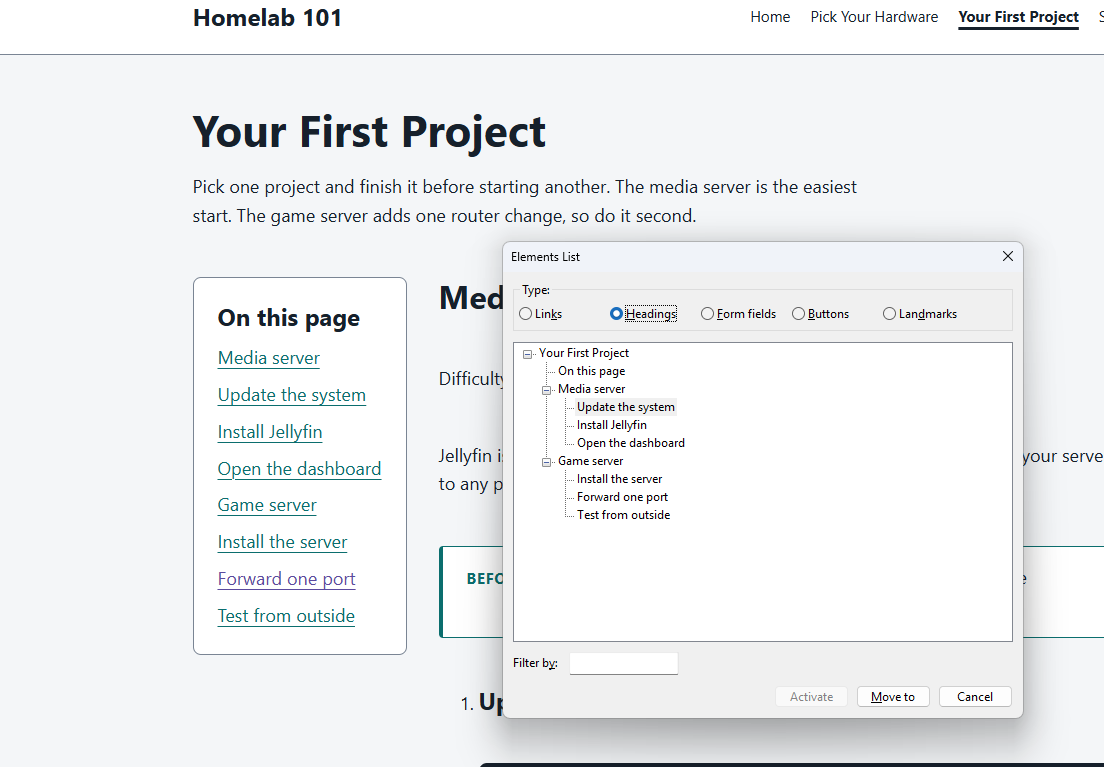 Homelab 101
Home
Pick Your Hardware
Your First Project
Your First Project
Pick one project and finish it before starting another. The media server is the easiest
start. The game server adds one router change, so do it second.
On this page
Media server
Update the system
Install Jellyfin
Open the dashboard
Game server
Install the server
Forward one port
Test from outside
Difficulty
Jellyfin
your
to any
1.
Elements List
Type:
Links
Headings
Form fields
Buttons
Landmarks
Your First Project
On this page
Media server
Update the system
Install Jellyfin
Open the dashboard
Game server
Install the server
Forward one port
Test from outside
Filter by:
Activate
Move to
Cancel